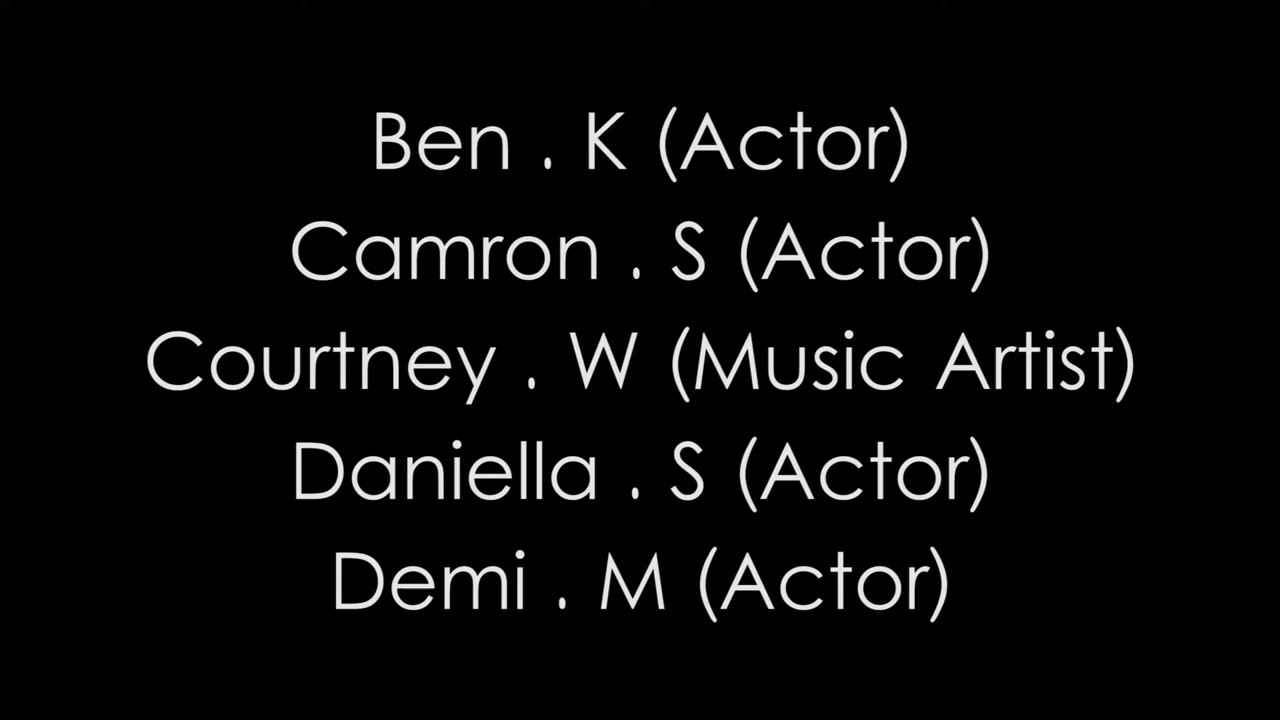 Ben . K (Actor)
Camron . S (Actor)
Courtney . W (Music Artist)
Daniella . S (Actor)
Demi . M (Actor)